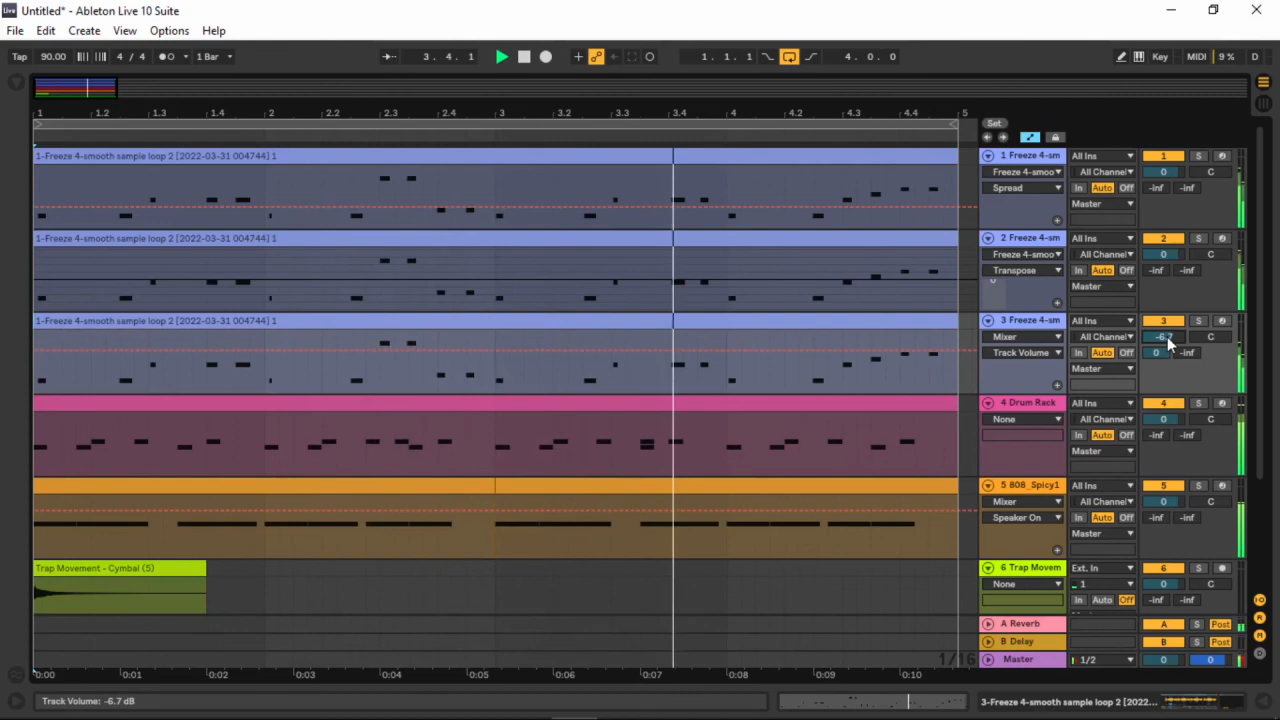 Live Untitled* - Ableton Live 10 Suite
File Edit Create View Options Help
Tap 90.00 4 / 4 1 Bar 3. 4. 1 1. 1. 1 4. 0. 0 Key MIDI 9 % D
1 1.2 1.3 1.4 2 2.2 2.3 2.4 3 3.2 3.3 3.4 4 4.2 4.3 4.4 5 Set
1-Freeze 4-smooth sample loop 2 [2022-03-31 004744] 1 1 Freeze 4-sm All Ins 1 S
Freeze 4-smoo All Channel 0 C
Spread In Auto Off -inf -inf
Master
1-Freeze 4-smooth sample loop 2 [2022-03-31 004744] 1 2 Freeze 4-sm All Ins 2 S
Freeze 4-smoo All Channel 0 C
Transpose In Auto Off -inf -inf
0 Master
1-Freeze 4-smooth sample loop 2 [2022-03-31 004744] 1 3 Freeze 4-sm All Ins 3 S
Mixer All Channel -6.7 C
Track Volume In Auto Off 0 -inf
Master
4 Drum Rack All Ins 4 S
None All Channel 0 C
In Auto Off -inf -inf
Master
5 808_Spicy1 All Ins 5 S
Mixer All Channel 0 C
Speaker On In Auto Off -inf -inf
Master
Trap Movement - Cymbal (5) 6 Trap Movem Ext. In 6 S
None 1 0 C
In Auto Off -inf -inf
A Reverb A S Post
B Delay B S Post
1/16 Master 1/2 0 0
0:00 0:01 0:02 0:03 0:04 0:05 0:06 0:07 0:08 0:09 0:10
Track Volume: -6.7 dB 3-Freeze 4-smooth sample loop 2 [2022...